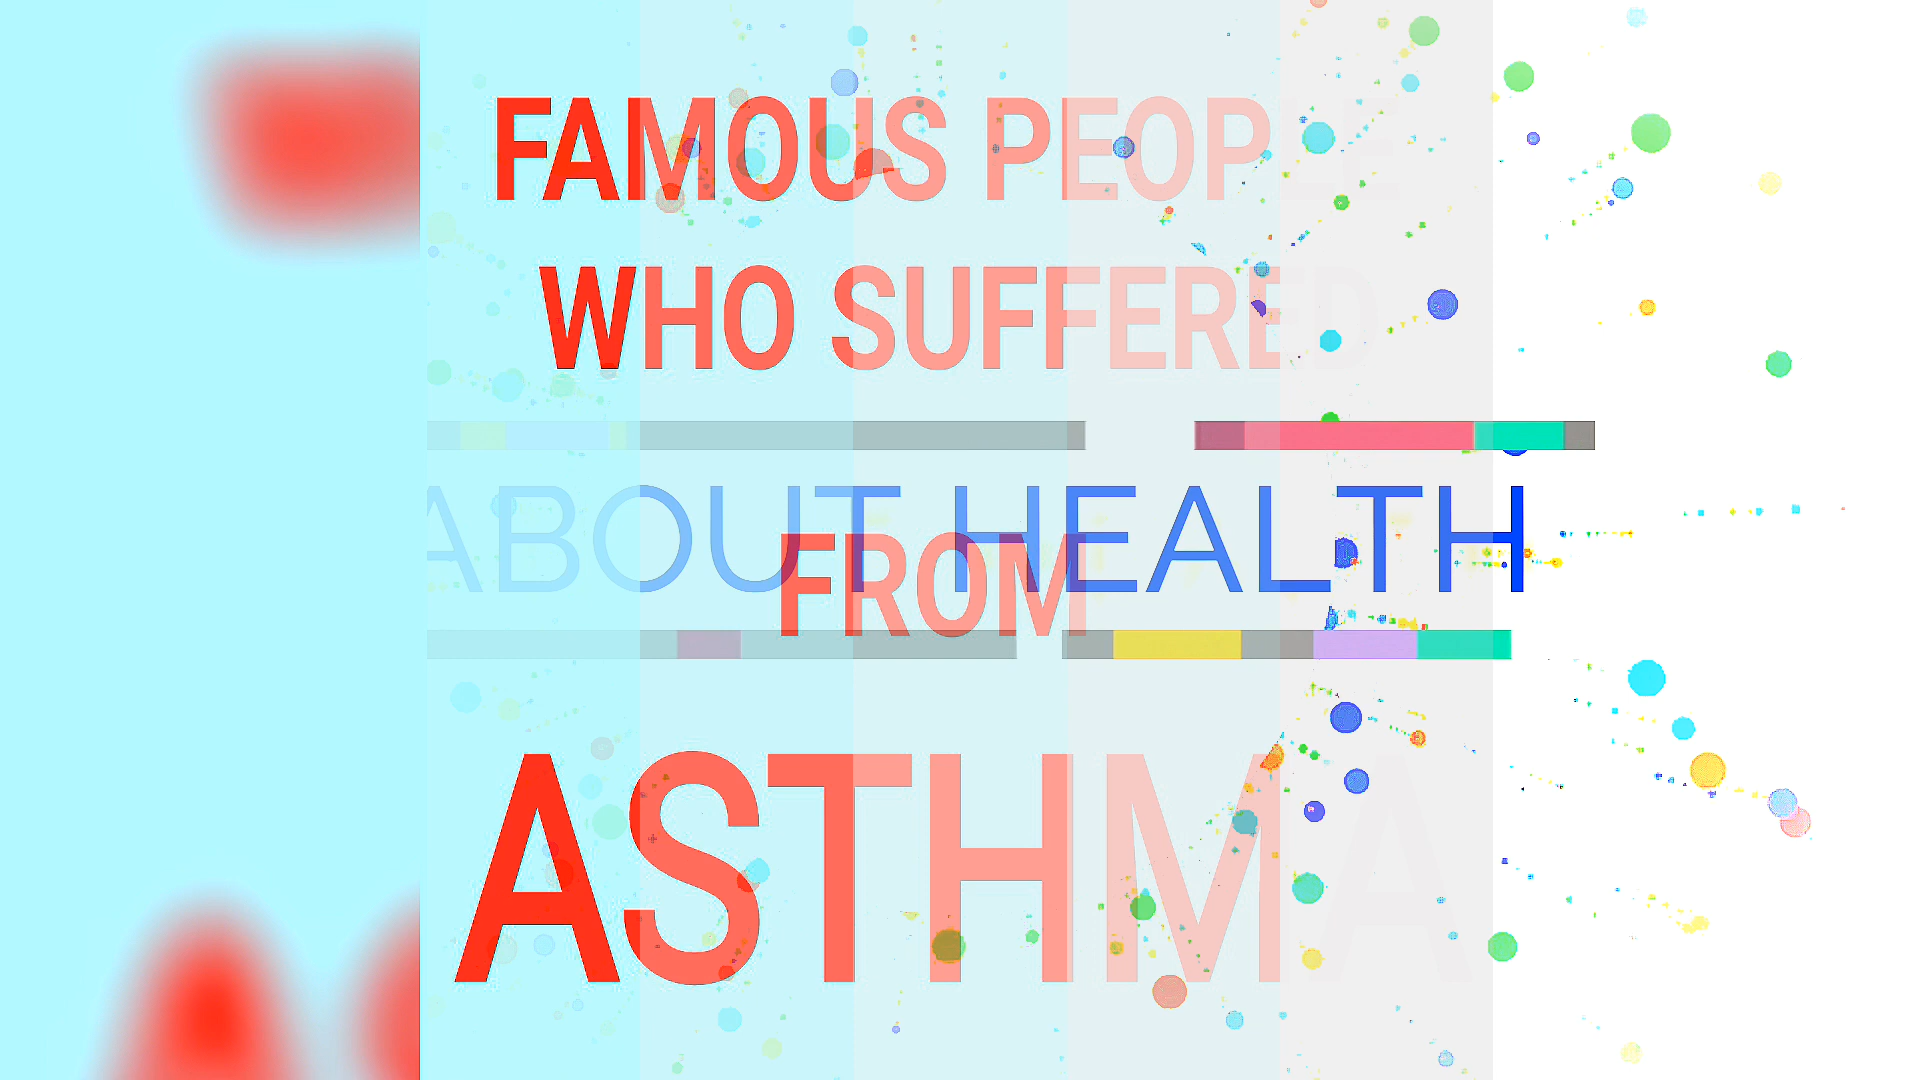 FAMOUS PEOPLE
WHO SUFFERED
ABOUT HEALTH
FROM
ASTHMA